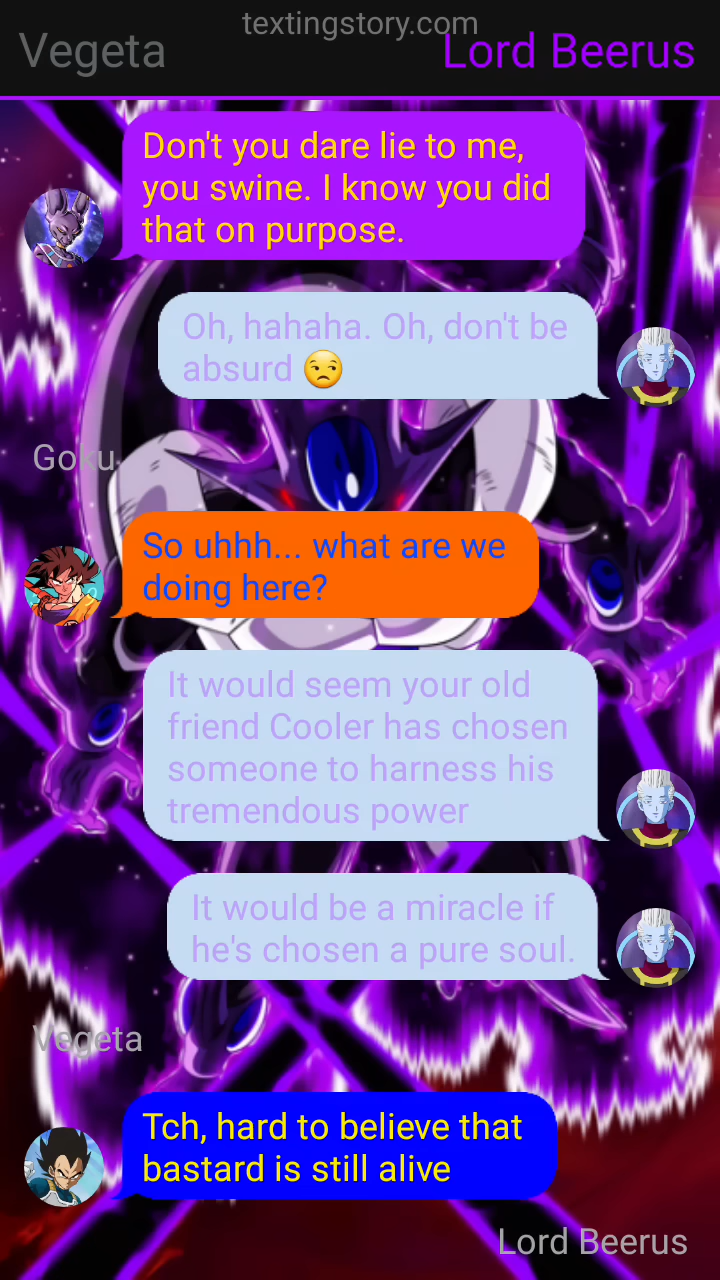 textingstory.com
Vegeta
Lord Beerus
Don't you dare lie to me,
you swine. I know you did
that on purpose.
Oh, hahaha. Oh, don't be
absurd 😒
Goku
So uhhh... what are we
doing here?
It would seem your old
friend Cooler has chosen
someone to harness his
tremendous power
It would be a miracle if
he's chosen a pure soul.
Vegeta
Tch, hard to believe that
bastard is still alive
Lord Beerus